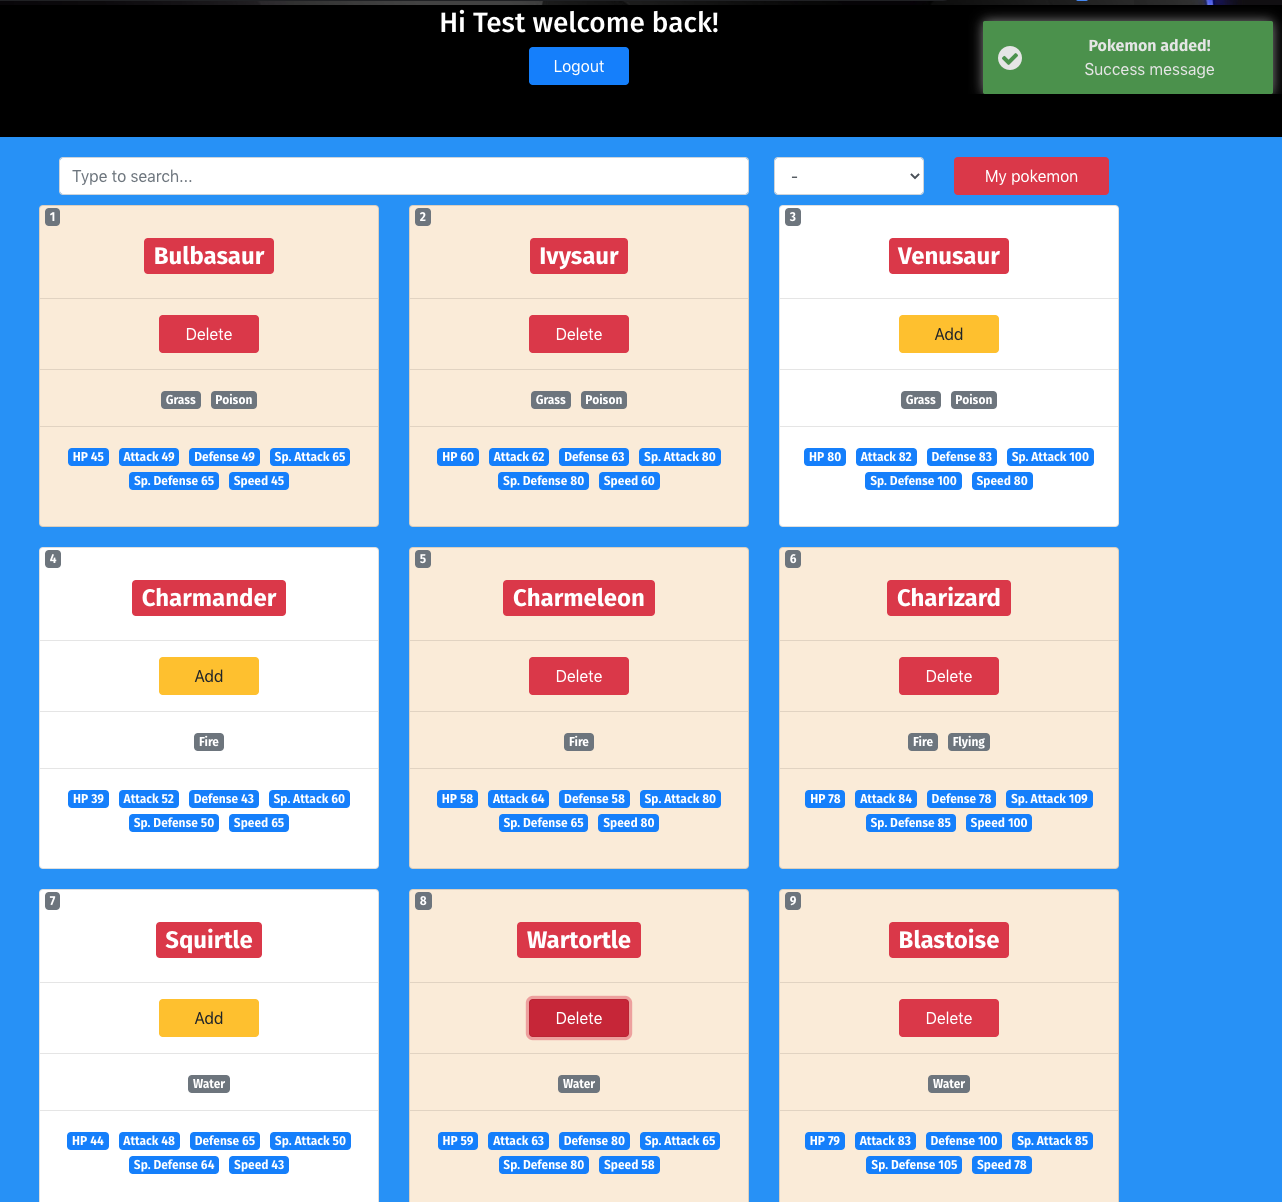 Hi Test welcome back!
Logout
Pokemon added!
Success message
Type to search...
-
My pokemon
1
Bulbasaur
Delete
Grass Poison
HP 45 Attack 49 Defense 49 Sp. Attack 65
Sp. Defense 65 Speed 45
2
Ivysaur
Delete
Grass Poison
HP 60 Attack 62 Defense 63 Sp. Attack 80
Sp. Defense 80 Speed 60
3
Venusaur
Add
Grass Poison
HP 80 Attack 82 Defense 83 Sp. Attack 100
Sp. Defense 100 Speed 80
4
Charmander
Add
Fire
HP 39 Attack 52 Defense 43 Sp. Attack 60
Sp. Defense 50 Speed 65
5
Charmeleon
Delete
Fire
HP 58 Attack 64 Defense 58 Sp. Attack 80
Sp. Defense 65 Speed 80
6
Charizard
Delete
Fire Flying
HP 78 Attack 84 Defense 78 Sp. Attack 109
Sp. Defense 85 Speed 100
7
Squirtle
Add
Water
HP 44 Attack 48 Defense 65 Sp. Attack 50
Sp. Defense 64 Speed 43
8
Wartortle
Delete
Water
HP 59 Attack 63 Defense 80 Sp. Attack 65
Sp. Defense 80 Speed 58
9
Blastoise
Delete
Water
HP 79 Attack 83 Defense 100 Sp. Attack 85
Sp. Defense 105 Speed 78